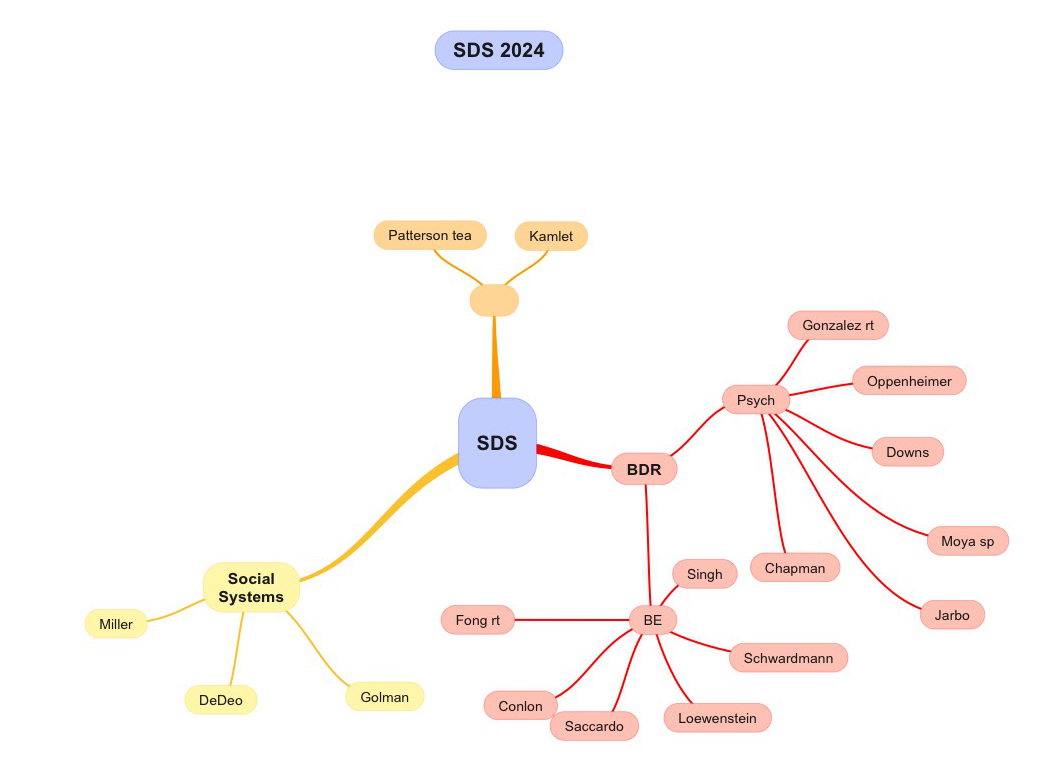 SDS 2024
Patterson tea
Kamlet
Gonzalez rt
Oppenheimer
Psych
Downs
SDS
BDR
Moya sp
Chapman
Singh
Social
Systems
Jarbo
Miller
Fong rt
BE
Schwardmann
DeDeo
Golman
Conlon
Saccardo
Loewenstein